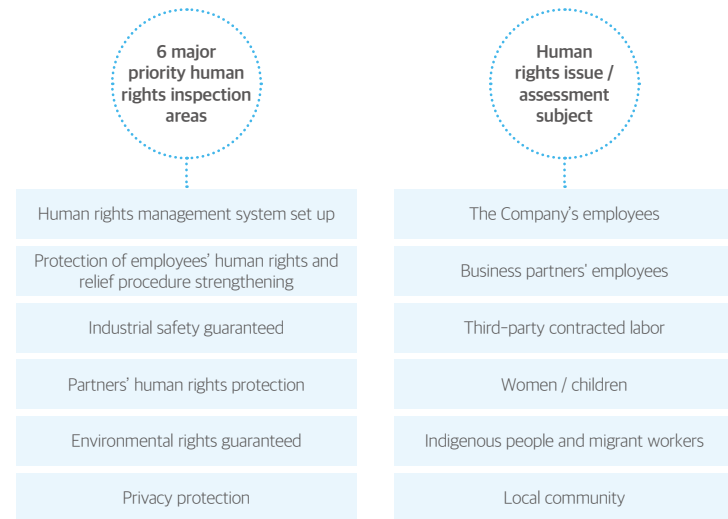 6 major
priority human
rights inspection
areas
Human rights management system set up
Protection of employees' human rights and
relief procedure strengthening
Industrial safety guaranteed
Partners' human rights protection
Environmental rights guaranteed
Privacy protection
Human
rights issue /
assessment
subject
The Company's employees
Business partners' employees
Third-party contracted labor
Women / children
Indigenous people and migrant workers
Local community